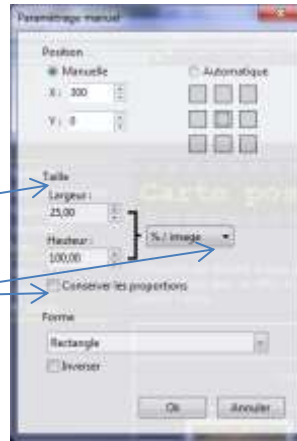 Paramétrage manuel
Position
Manuelle
Automatique
X : 300
Y : 0
Taille
Largeur :
25,00
% / image
Hauteur :
100,00
Conserver les proportions
Forme
Rectangle
Inverser
Ok
Annuler